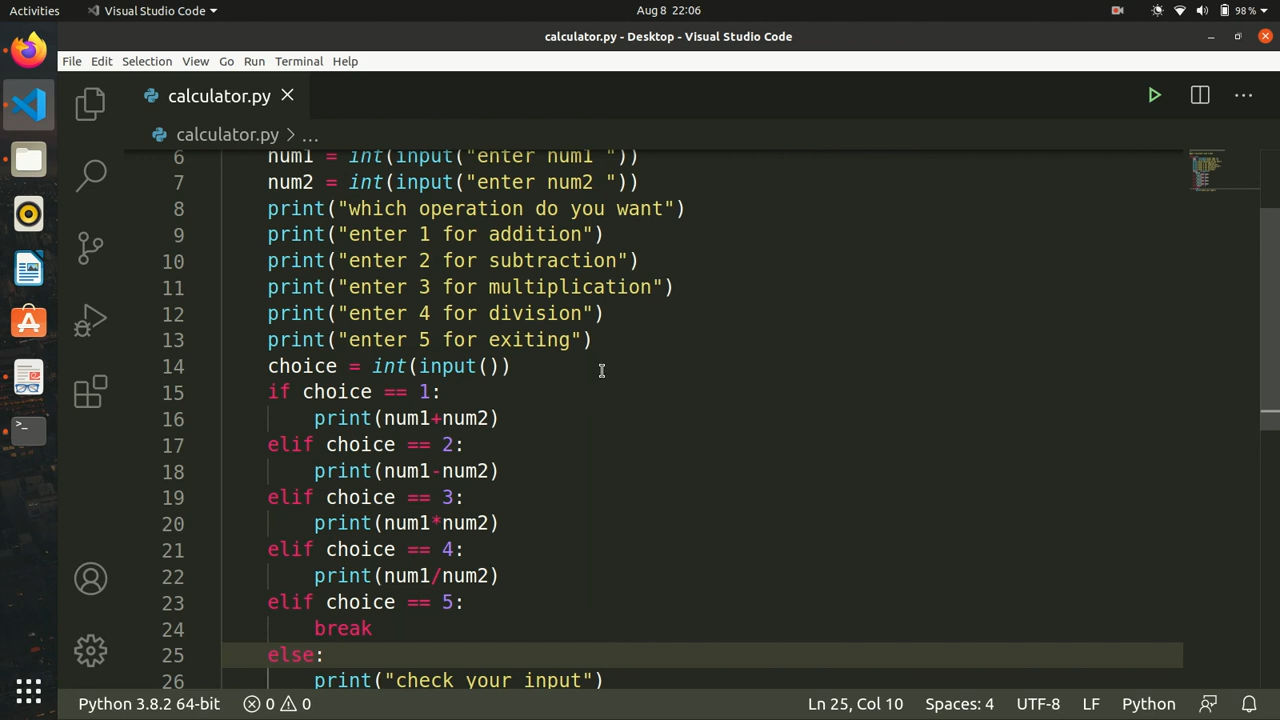 Activities Visual Studio Code Aug 8 22:06 98%
calculator.py - Desktop - Visual Studio Code
File Edit Selection View Go Run Terminal Help
calculator.py
calculator.py > ...
6 num1 = int(input("enter num1 "))
7 num2 = int(input("enter num2 "))
8 print("which operation do you want")
9 print("enter 1 for addition")
10 print("enter 2 for subtraction")
11 print("enter 3 for multiplication")
12 print("enter 4 for division")
13 print("enter 5 for exiting")
14 choice = int(input())
15 if choice == 1:
16 print(num1+num2)
17 elif choice == 2:
18 print(num1-num2)
19 elif choice == 3:
20 print(num1*num2)
21 elif choice == 4:
22 print(num1/num2)
23 elif choice == 5:
24 break
25 else:
26 print("check your input")
Python 3.8.2 64-bit 0 0 Ln 25, Col 10 Spaces: 4 UTF-8 LF Python